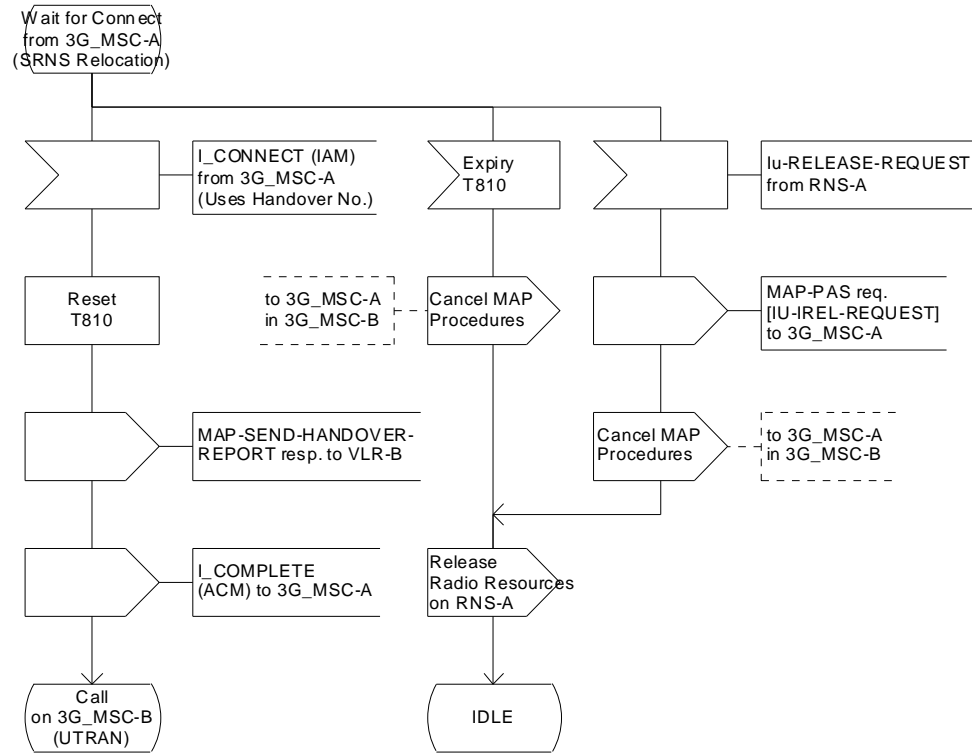 Wait for Connect
from 3G_MSC-A
(SRNS Relocation)
I_CONNECT (IAM)
from 3G_MSC-A
(Uses Handover No.)
Expiry
T810
Iu-RELEASE-REQUEST
from RNS-A
Reset
T810
to 3G_MSC-A
in 3G_MSC-B
Cancel MAP
Procedures
MAP-PAS req.
[IU-IREL-REQUEST]
to 3G_MSC-A
MAP-SEND-HANDOVER-
REPORT resp. to VLR-B
Cancel MAP
Procedures
to 3G_MSC-A
in 3G_MSC-B
I_COMPLETE
(ACM) to 3G_MSC-A
Release
Radio Resources
on RNS-A
Call
on 3G_MSC-B
(UTRAN)
IDLE